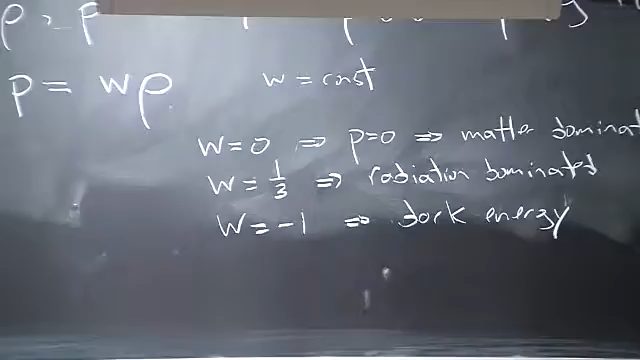 p = wρ w = const
w = 0 ⇒ p = 0 ⇒ matter dominat
w = 1/3 ⇒ radiation dominated
w = -1 ⇒ dark energy